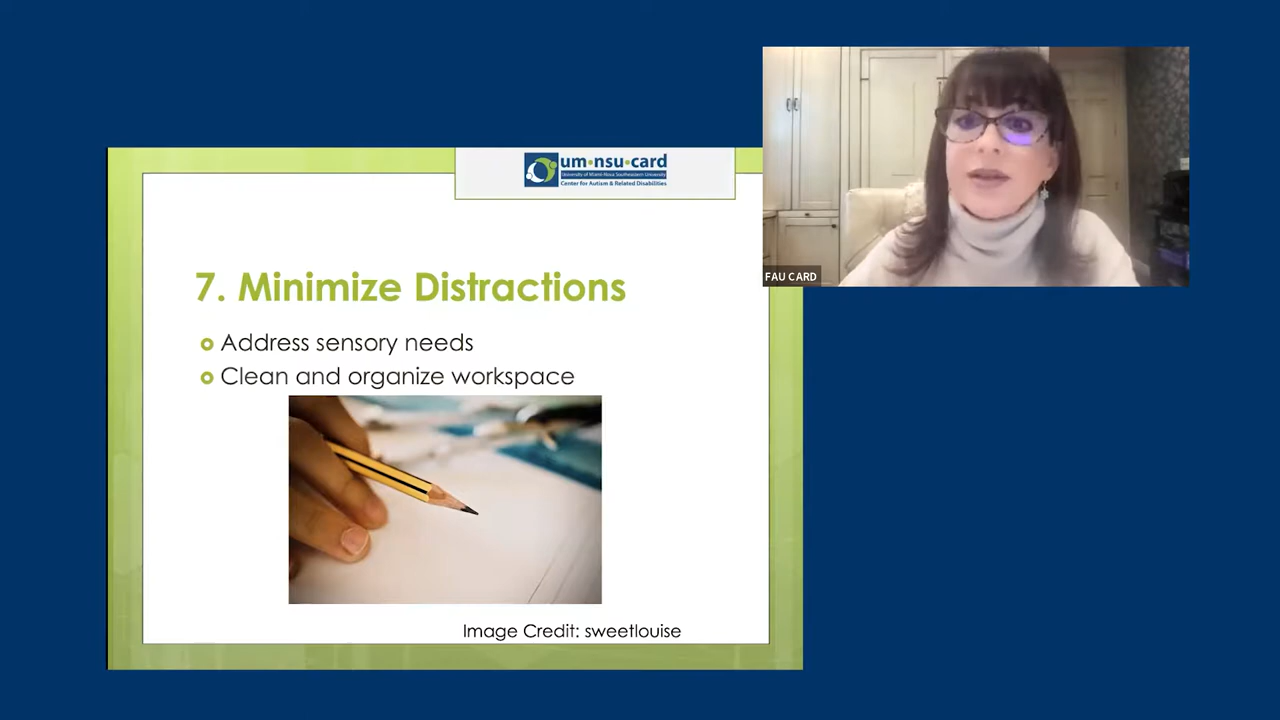 um•nsu•card
University of Miami-Nova Southeastern University
Center for Autism & Related Disabilities
FAU CARD
7. Minimize Distractions
Address sensory needs
Clean and organize workspace
Image Credit: sweetlouise